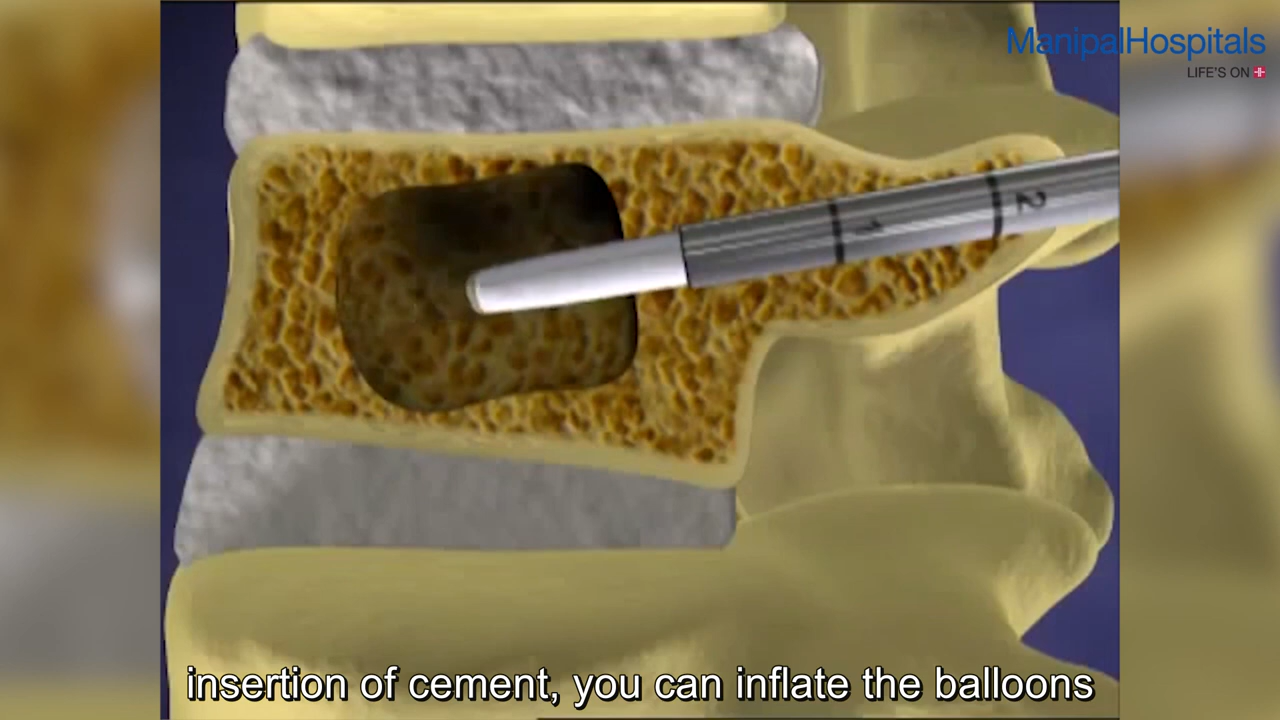 ManipalHospitals
LIFE'S ON
1
2
insertion of cement, you can inflate the balloons